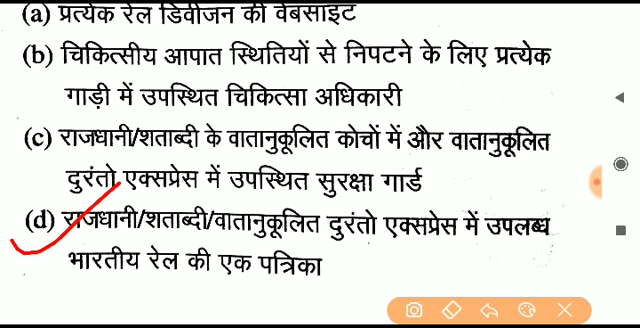 (a) प्रत्येक रेल डिवीजन की वेबसाइट
(b) चिकित्सीय आपात स्थितियों से निपटने के लिए प्रत्येक
गाड़ी में उपस्थित चिकित्सा अधिकारी
(c) राजधानी/शताब्दी के वातानुकूलित कोचों में और वातानुकूलित
दुरंतो एक्सप्रेस में उपस्थित सुरक्षा गार्ड
(d) राजधानी/शताब्दी/वातानुकूलित दुरंतो एक्सप्रेस में उपलब्ध
भारतीय रेल की एक पत्रिका